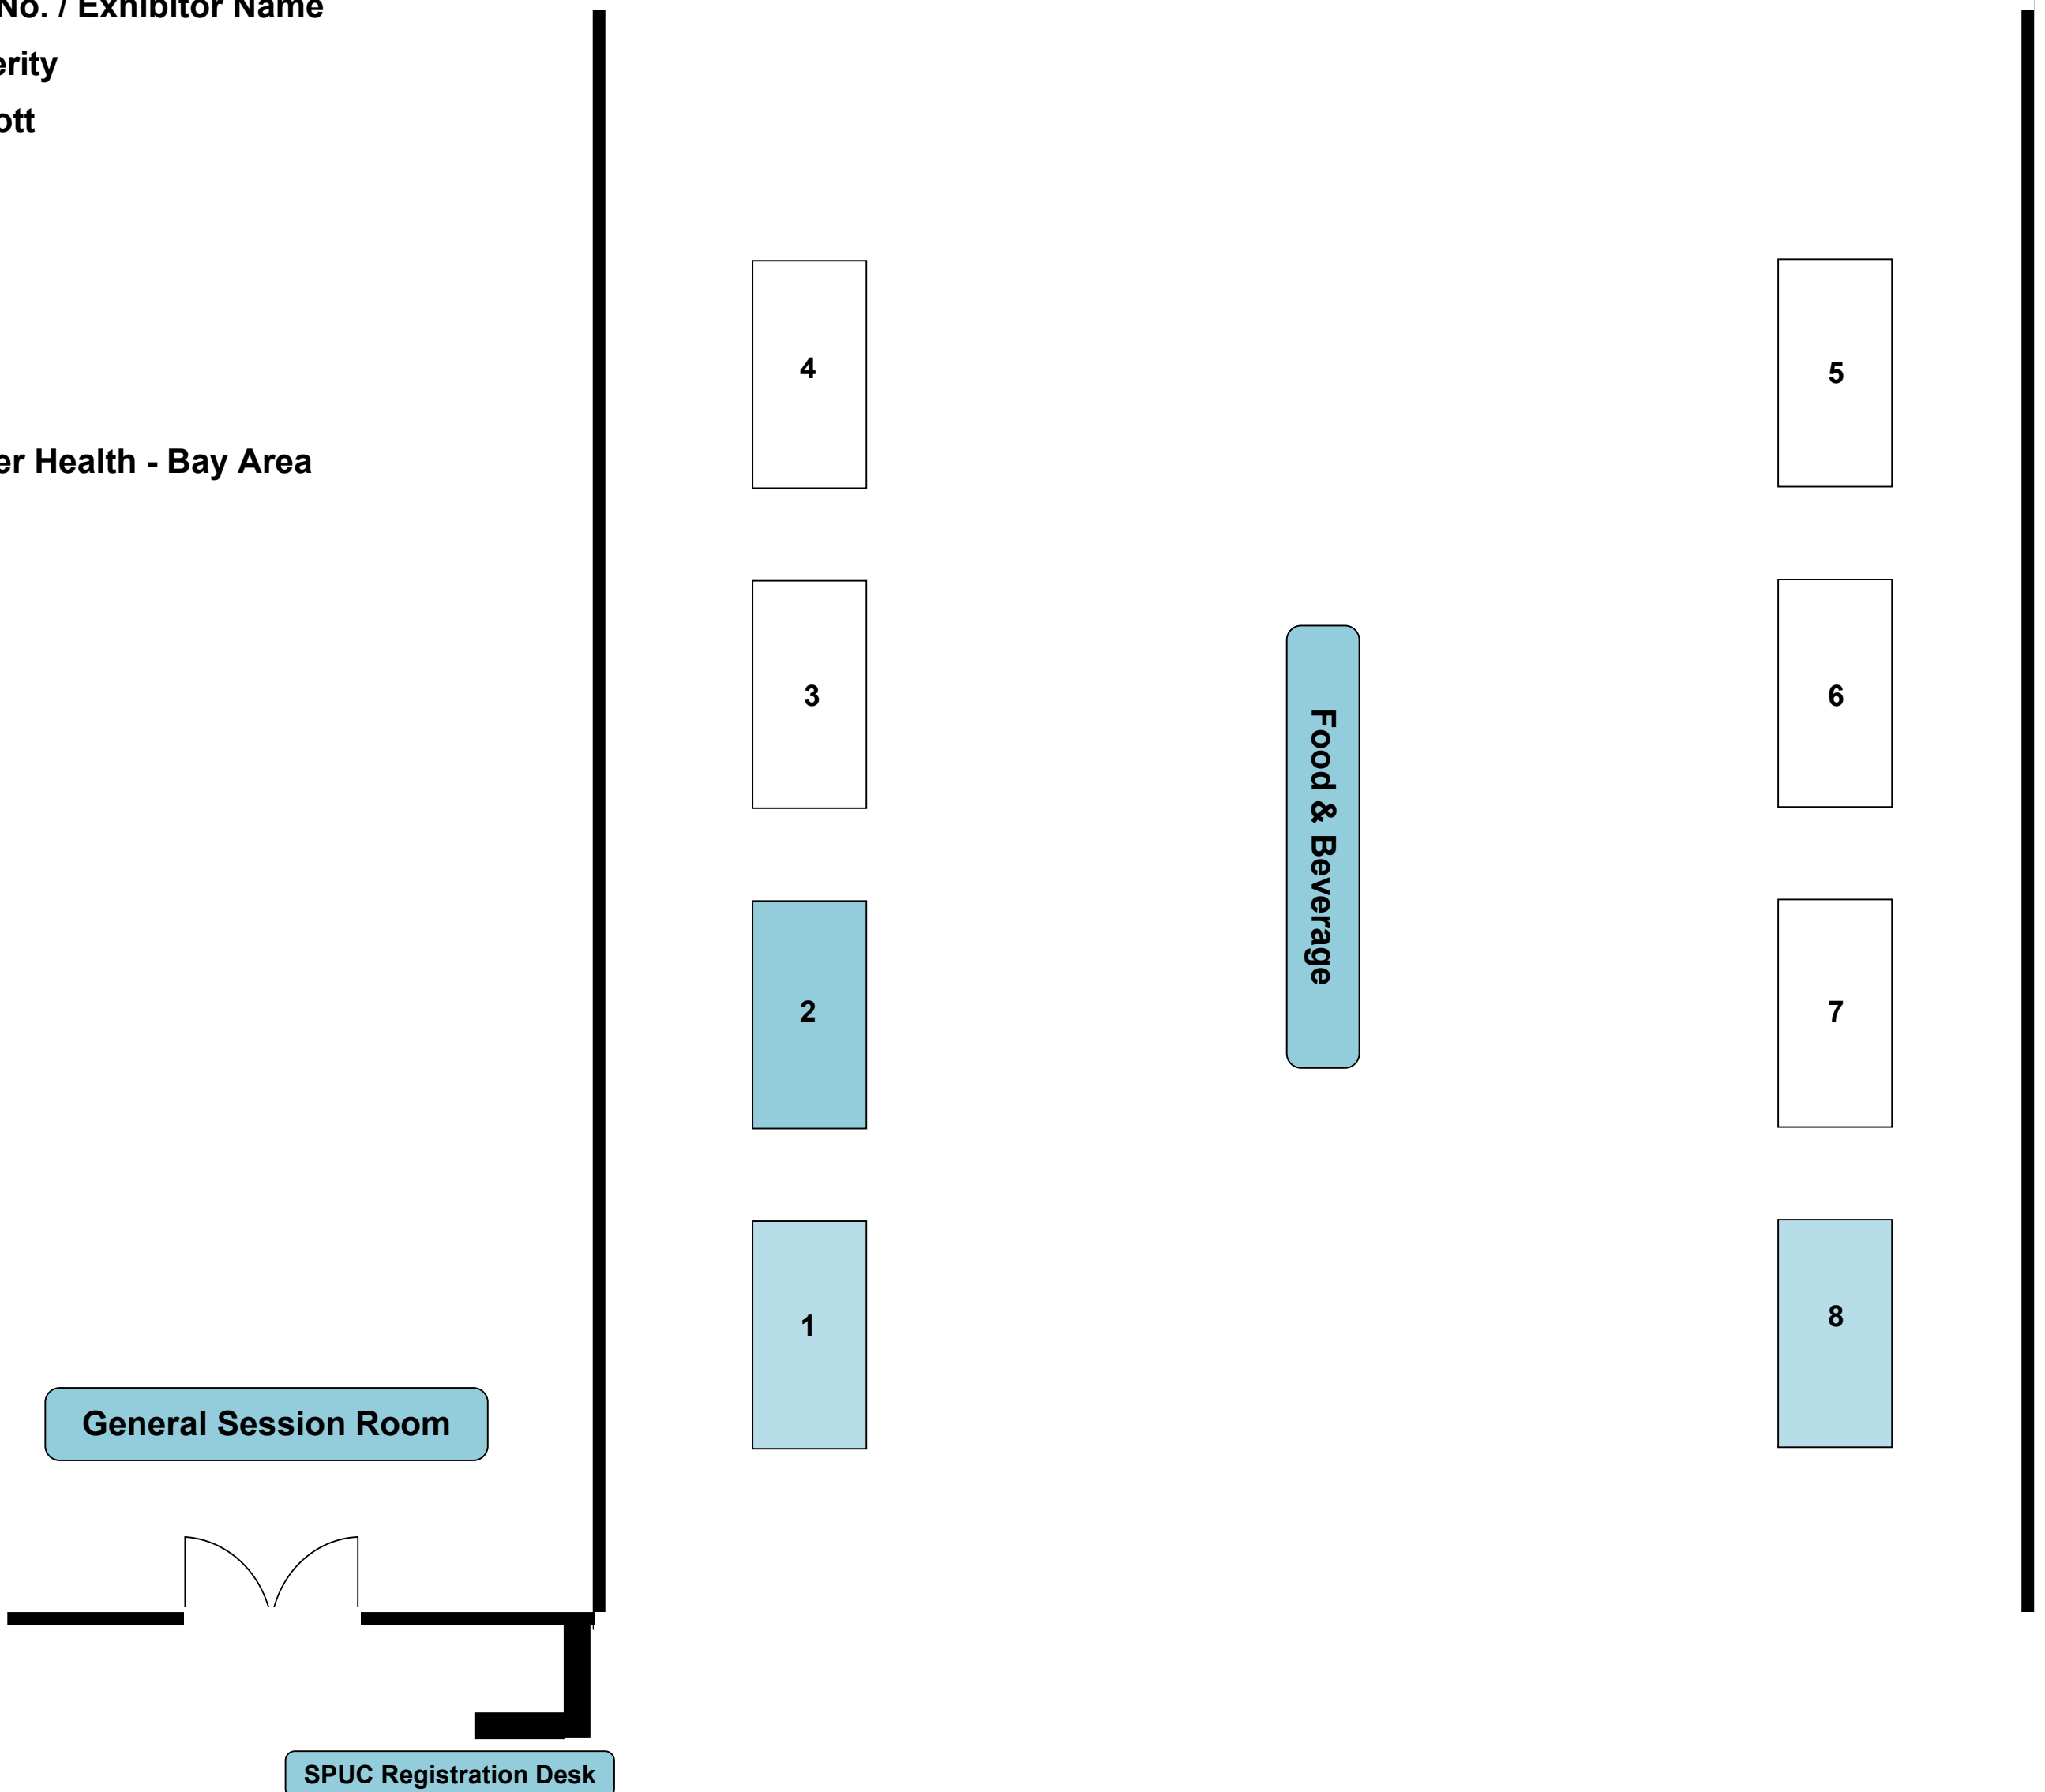 No. / Exhibitor Name
erity
ott
er Health - Bay Area
4
5
3
6
Food & Beverage
2
7
1
8
General Session Room
SPUC Registration Desk